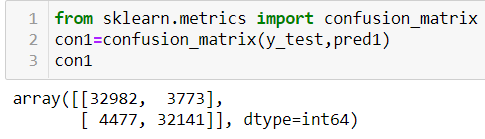 1 from sklearn.metrics import confusion_matrix
2 con1=confusion_matrix(y_test,pred1)
3 con1
array([[32982, 3773],
[ 4477, 32141]], dtype=int64)